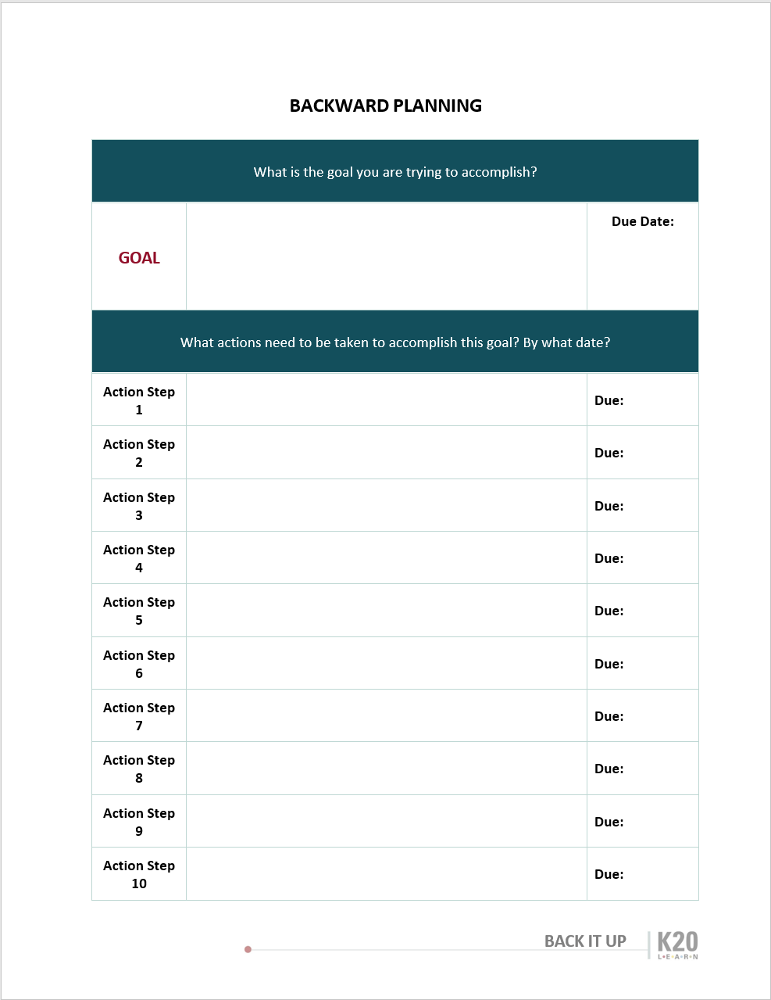 BACKWARD PLANNING
What is the goal you are trying to accomplish?
GOAL
Due Date:
What actions need to be taken to accomplish this goal? By what date?
Action Step
1
Due:
Action Step
2
Due:
Action Step
3
Due:
Action Step
4
Due:
Action Step
5
Due:
Action Step
6
Due:
Action Step
7
Due:
Action Step
8
Due:
Action Step
9
Due:
Action Step
10
Due:
BACK IT UP
K20
L•E•A•R•N